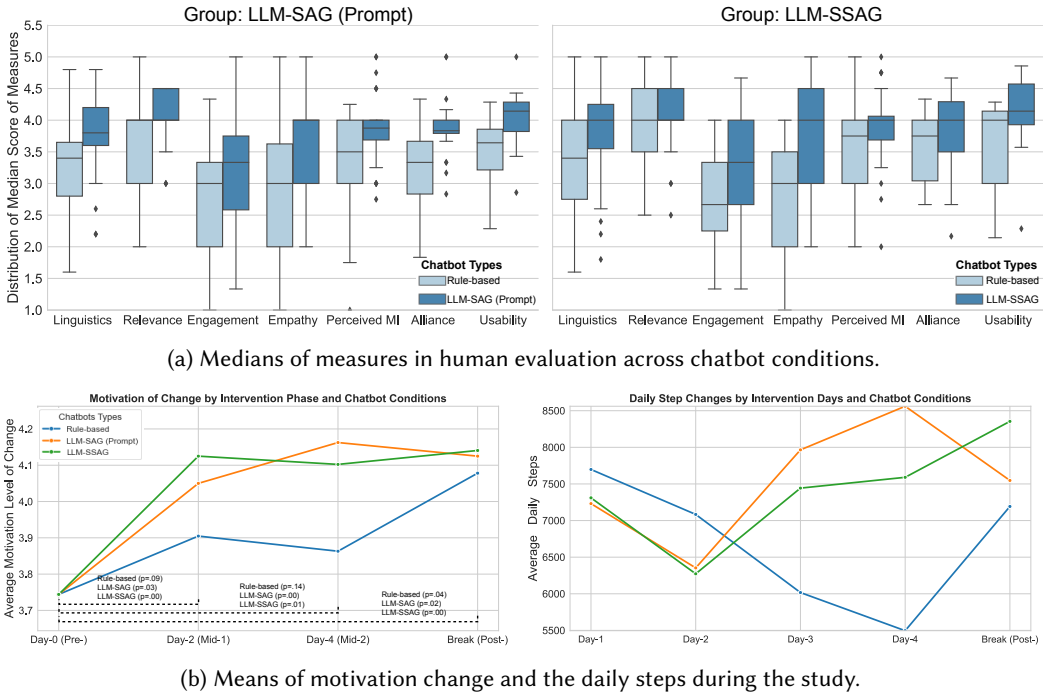 Group: LLM-SAG (Prompt)
Group: LLM-SSAG
Distribution of Median Score of Measures
5.5
5.0
4.5
4.0
3.5
3.0
2.5
2.0
1.5
1.0
Chatbot Types
Rule-based
LLM-SAG (Prompt)
Chatbot Types
Rule-based
LLM-SSAG
Linguistics Relevance Engagement Empathy Perceived MI Alliance Usability
Linguistics Relevance Engagement Empathy Perceived MI Alliance Usability
(a) Medians of measures in human evaluation across chatbot conditions.
Motivation of Change by Intervention Phase and Chatbot Conditions
Average Motivation Level of Change
Chatbots Types
Rule-based
LLM-SAG (Prompt)
LLM-SSAG
4,2
4,1
4,0
3,9
3,8
3,7
Rule-based (p=.09)
LLM-SAG (p=.03)
LLM-SSAG (p=.00)
Rule-based (p=.14)
LLM-SAG (p=.00)
LLM-SSAG (p=.01)
Rule-based (p=.04)
LLM-SAG (p=.02)
LLM-SSAG (p=.00)
Day-0 (Pre-) Day-2 (Mid-1) Day-4 (Mid-2) Break (Post-)
Daily Step Changes by Intervention Days and Chatbot Conditions
Average Daily Steps
8500
8000
7500
7000
6500
6000
5500
Day-1 Day-2 Day-3 Day-4 Break (Post-)
(b) Means of motivation change and the daily steps during the study.